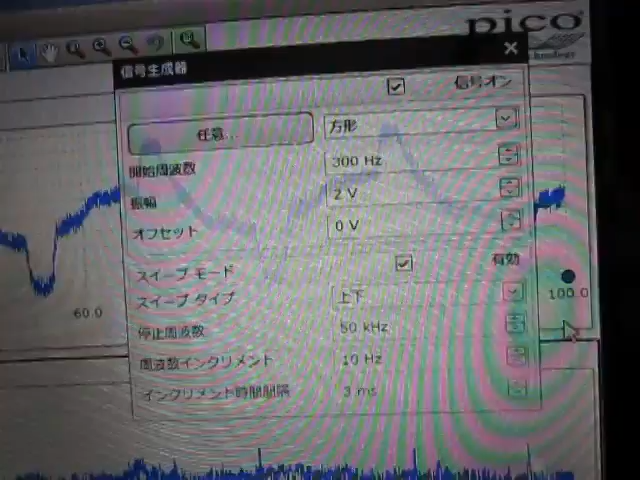 pico
Technology
信号生成器
信号オン
任意...
方形
開始周波数
300 Hz
振幅
2 V
オフセット
0 V
スイープ モード
有効
スイープ タイプ
上下
停止周波数
50 kHz
周波数インクリメント
10 Hz
インクリメント時間間隔
3 ms
60.0
100.0